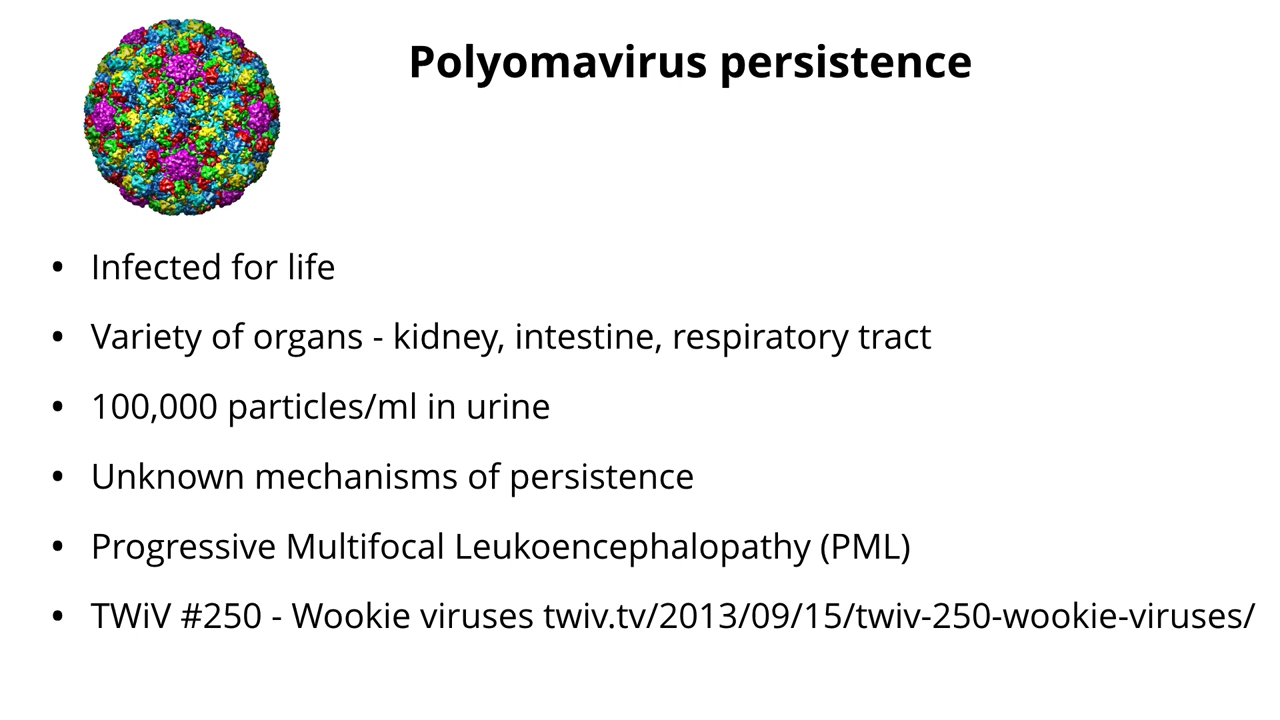 Polyomavirus persistence
• Infected for life
• Variety of organs - kidney, intestine, respiratory tract
• 100,000 particles/ml in urine
• Unknown mechanisms of persistence
• Progressive Multifocal Leukoencephalopathy (PML)
• TWiV #250 - Wookie viruses twiv.tv/2013/09/15/twiv-250-wookie-viruses/